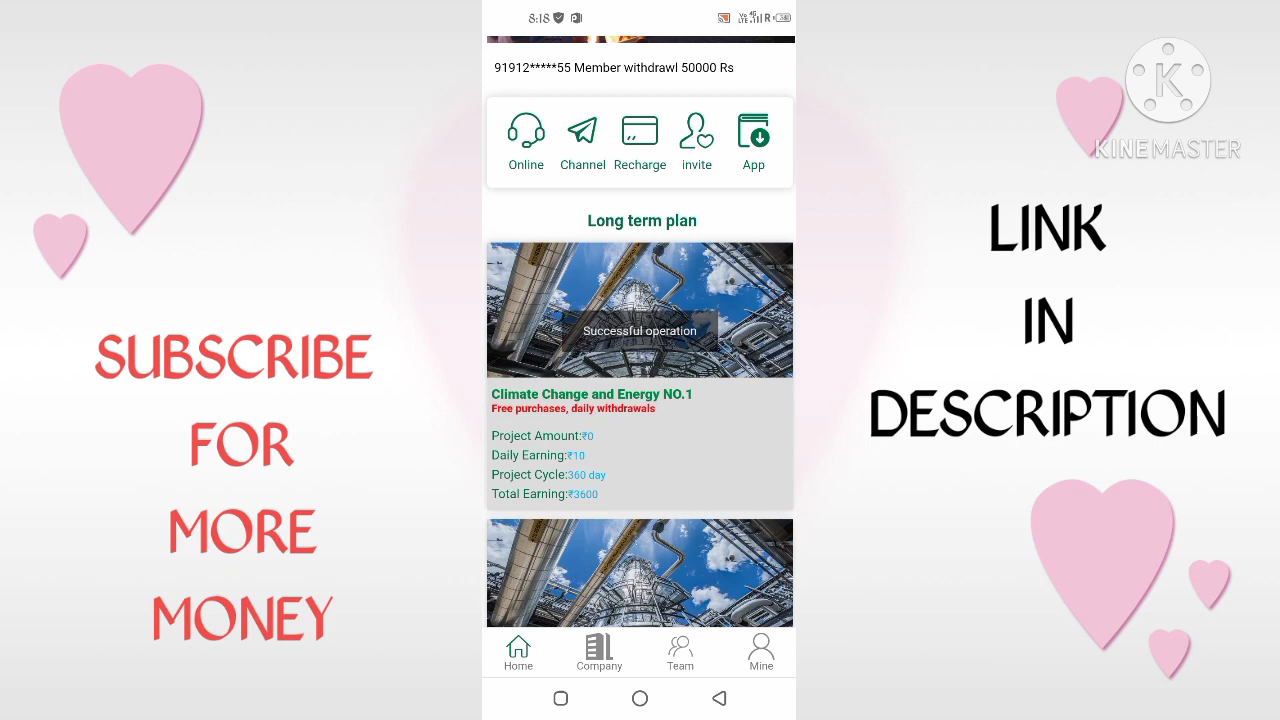 8:18
91912*****55 Member withdrawl 50000 Rs
Online Channel Recharge invite App
Long term plan
Successful operation
Climate Change and Energy NO.1
Free purchases, daily withdrawals
Project Amount:₹0
Daily Earning:₹10
Project Cycle:360 day
Total Earning:₹3600
Home Company Team Mine
SUBSCRIBE
FOR
MORE
MONEY
K
KINEMASTER
LINK
IN
DESCRIPTION